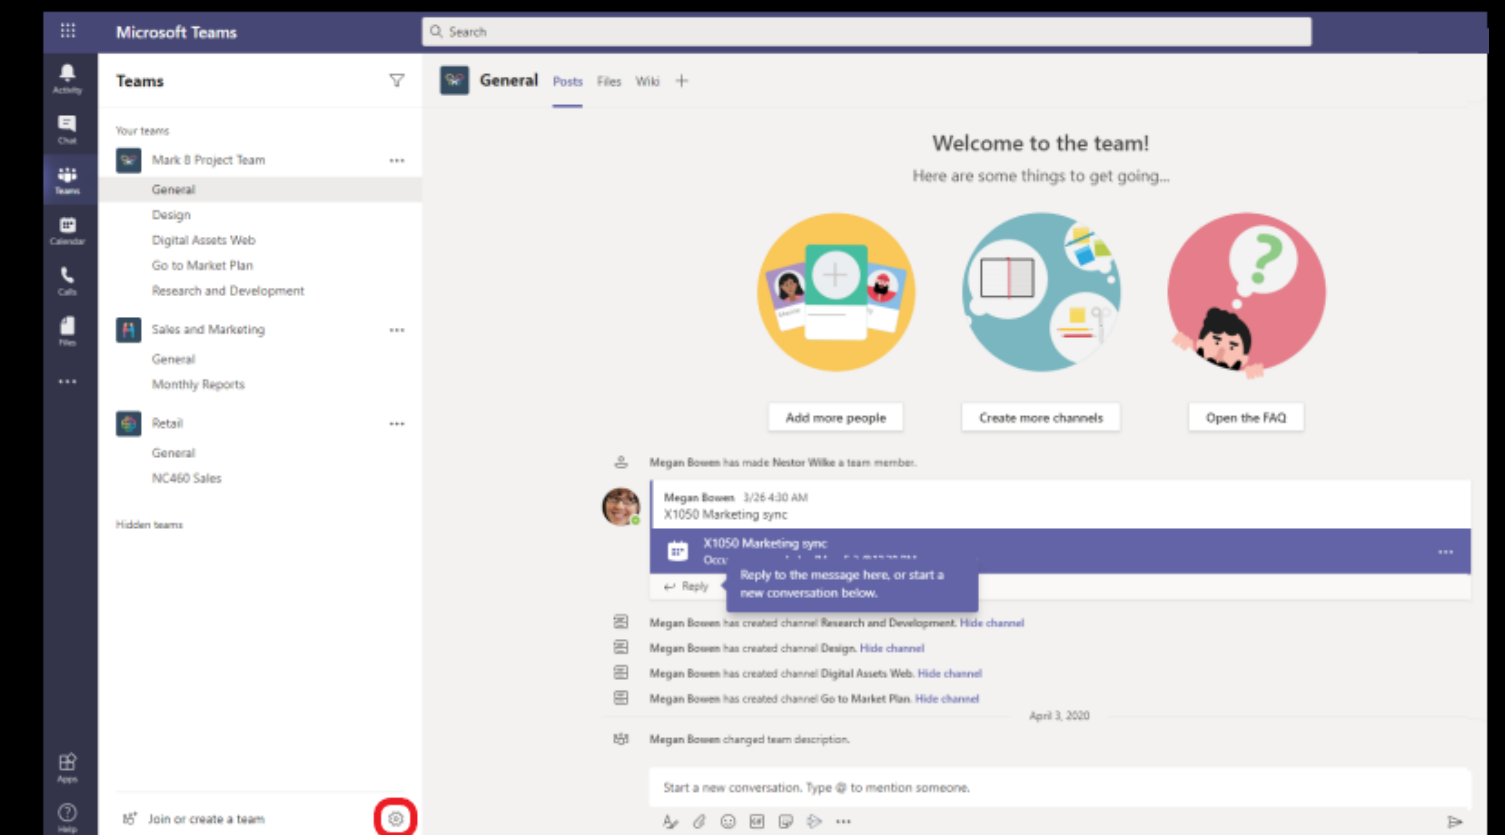 Microsoft Teams
Search
Activity
Chat
Teams
Calendar
Calls
Files
Apps
Help
Teams
Your teams
Mark 8 Project Team
General
Design
Digital Assets Web
Go to Market Plan
Research and Development
Sales and Marketing
General
Monthly Reports
Retail
General
NC460 Sales
Hidden teams
Join or create a team
General Posts Files Wiki
Welcome to the team!
Here are some things to get going...
Add more people
Create more channels
Open the FAQ
Megan Bowen has made Nestor Wilke a team member.
Megan Bowen 3/26 4:30 AM
X1050 Marketing sync
X1050 Marketing sync
Reply
Reply to the message here, or start a
new conversation below.
Megan Bowen has created channel Research and Development. Hide channel
Megan Bowen has created channel Design. Hide channel
Megan Bowen has created channel Digital Assets Web. Hide channel
Megan Bowen has created channel Go to Market Plan. Hide channel
April 3, 2020
Megan Bowen changed team description.
Start a new conversation. Type @ to mention someone.